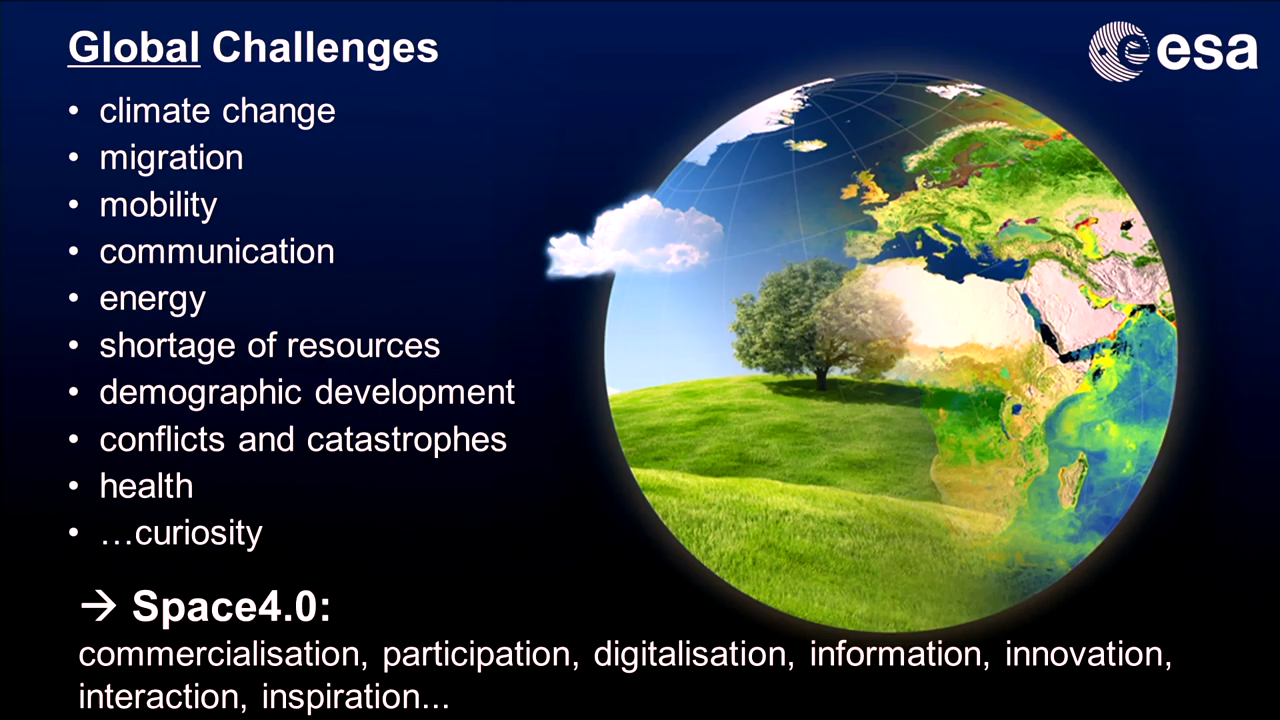 Global Challenges
esa
• climate change
• migration
• mobility
• communication
• energy
• shortage of resources
• demographic development
• conflicts and catastrophes
• health
• …curiosity
→ Space4.0:
commercialisation, participation, digitalisation, information, innovation,
interaction, inspiration...